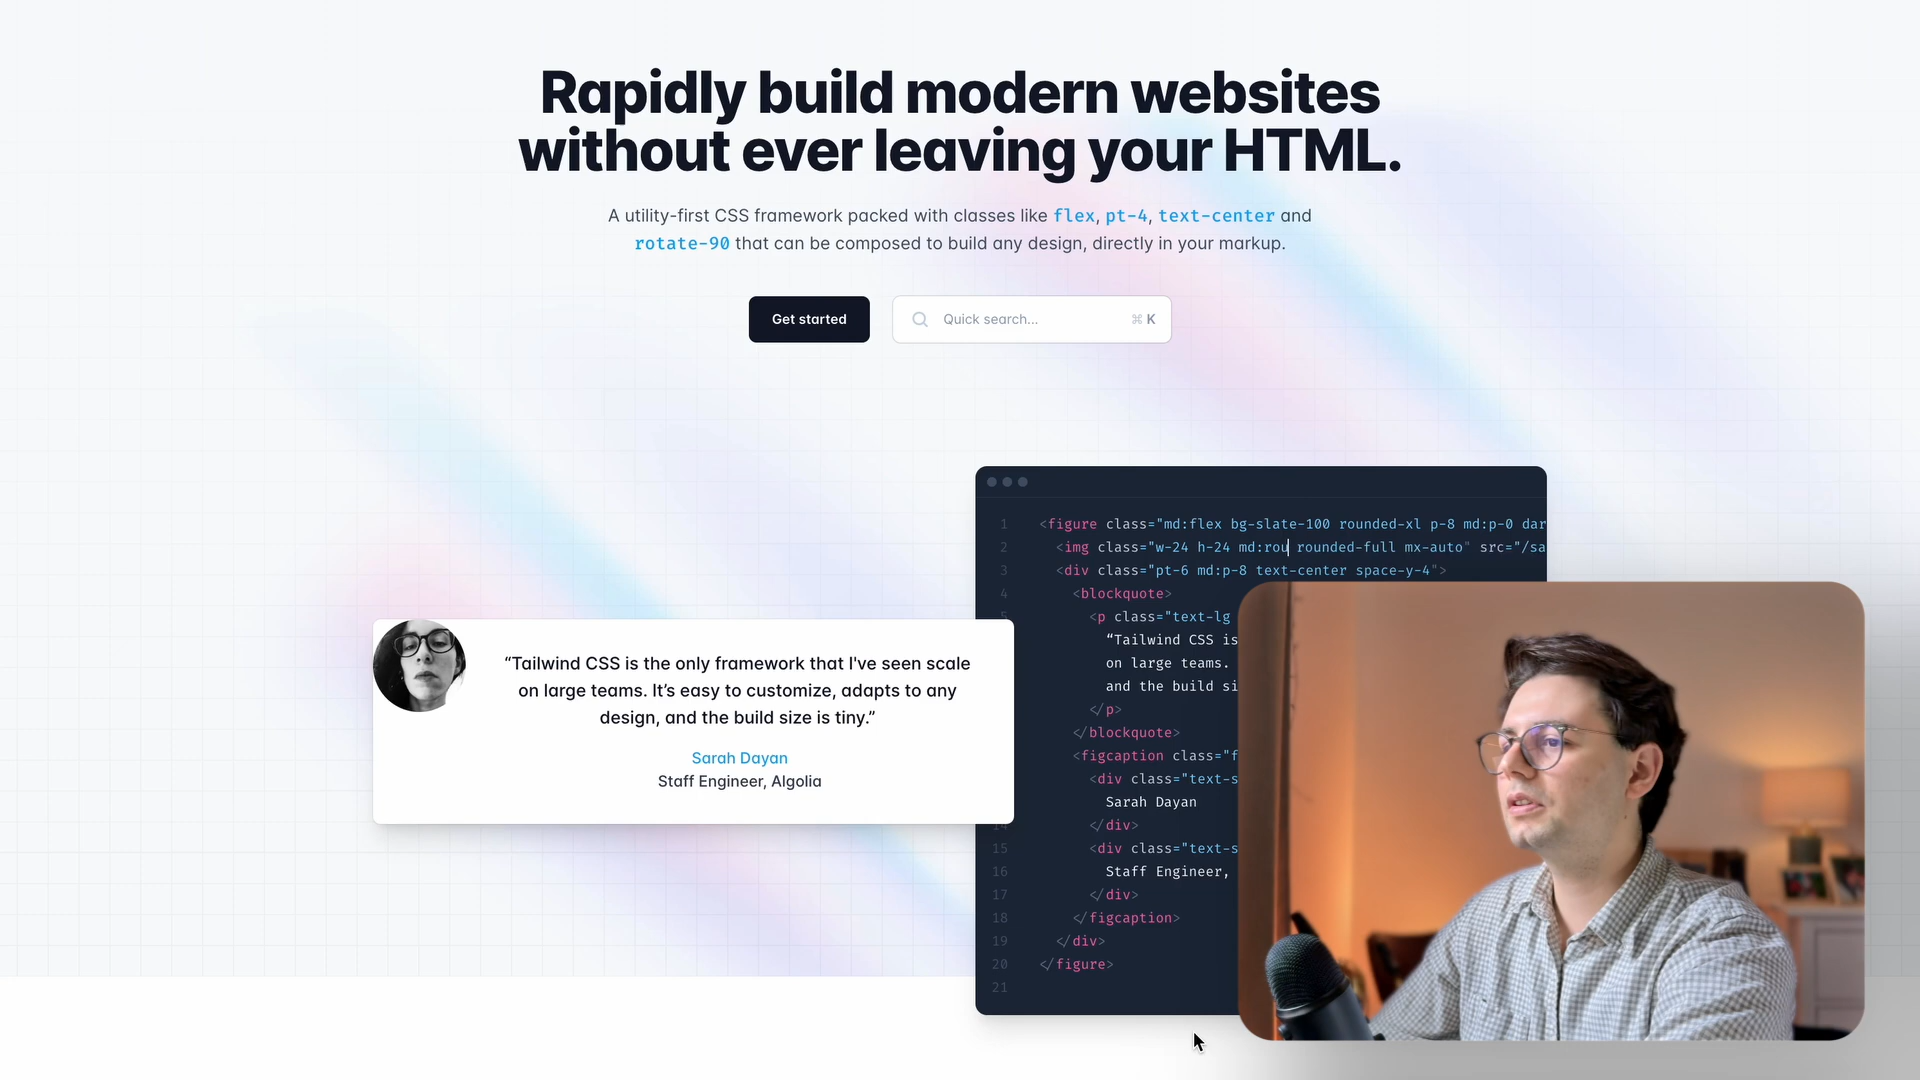 Rapidly build modern websites
without ever leaving your HTML.
A utility-first CSS framework packed with classes like flex, pt-4, text-center and
rotate-90 that can be composed to build any design, directly in your markup.
Get started
Quick search...
⌘ K
“Tailwind CSS is the only framework that I've seen scale
on large teams. It’s easy to customize, adapts to any
design, and the build size is tiny.”
Sarah Dayan
Staff Engineer, Algolia
1 <figure class="md:flex bg-slate-100 rounded-xl p-8 md:p-0 dar
2 <img class="w-24 h-24 md:rou rounded-full mx-auto" src="/sa
3 <div class="pt-6 md:p-8 text-center space-y-4">
4 <blockquote>
5 <p class="text-lg
“Tailwind CSS is
on large teams.
and the build si
</p>
</blockquote>
<figcaption class="f
<div class="text-s
Sarah Dayan
14 </div>
15 <div class="text-s
16 Staff Engineer,
17 </div>
18 </figcaption>
19 </div>
20 </figure>
21